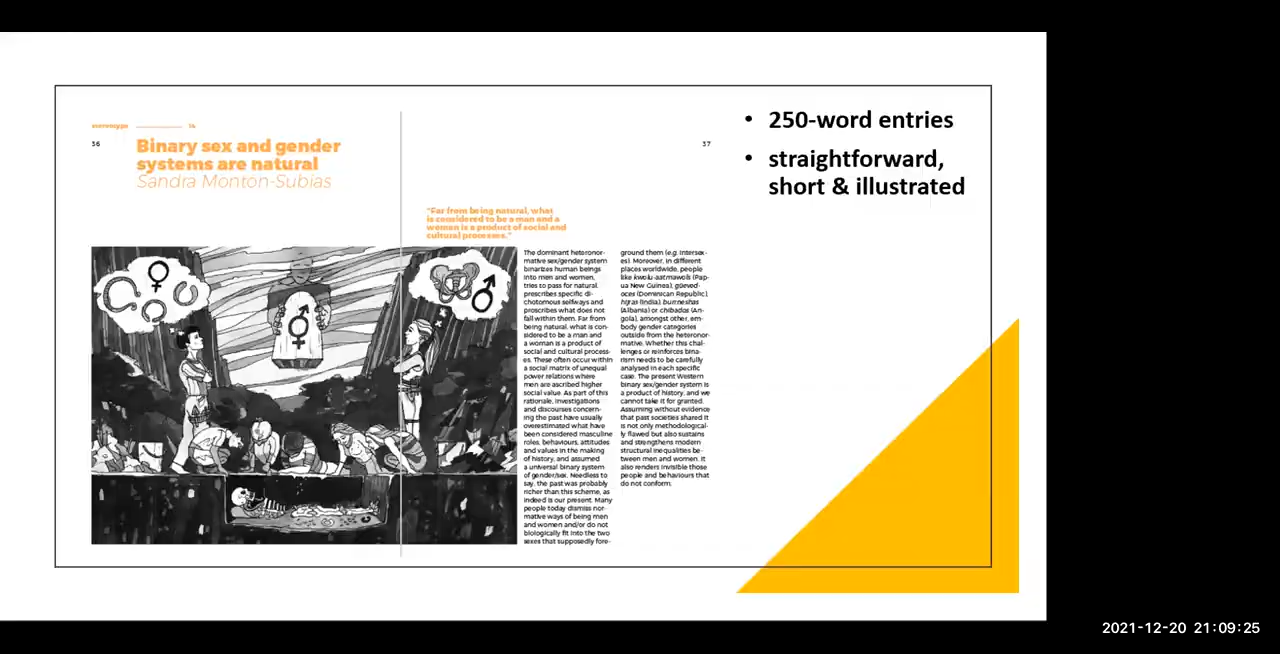 stereotype 14
36
Binary sex and gender
systems are natural
Sandra Montón-Subías
37
"Far from being natural, what
is considered to be a man and a
woman is a product of social and
cultural processes."
The dominant heteronor-
mative sex/gender system
binarizes human beings
into men and women,
tries to pass for natural,
prescribes specific di-
chotomous selfways and
proscribes what does not
fall within them. Far from
being natural, what is con-
sidered to be a man and
a woman is a product of
social and cultural process-
es. These often occur within
a social matrix of unequal
power relations where
men are ascribed higher
social value. As part of this
rationale, investigations
and discourses concern-
ing the past have usually
overestimated what have
been considered masculine
roles, behaviours, attitudes
and values in the making
of history, and assumed
a universal binary system
of gender/sex. Needless to
say, the past was probably
richer than this scheme, as
indeed is our present. Many
people today dismiss nor-
mative ways of being men
and women and/or do not
biologically fit into the two
sexes that supposedly fore-
ground them (e.g. intersex-
es). Moreover, in different
places worldwide, people
like kwolu-aatmawols (Pap-
ua New Guinea), güeved-
oces (Dominican Republic),
hijras (India), burneshas
(Albania) or chibados (An-
gola), amongst other, em-
body gender categories
outside from the heteronor-
mative. Whether this chal-
lenges or reinforces bina-
rism needs to be carefully
analysed in each specific
case. The present Western
binary sex/gender system is
a product of history, and we
cannot take it for granted.
Assuming without evidence
that past societies shared it
is not only methodological-
ly flawed but also sustains
and strengthens modern
structural inequalities be-
tween men and women. It
also renders invisible those
people and behaviours that
do not conform.
• 250-word entries
• straightforward,
short & illustrated
2021-12-20 21:09:25